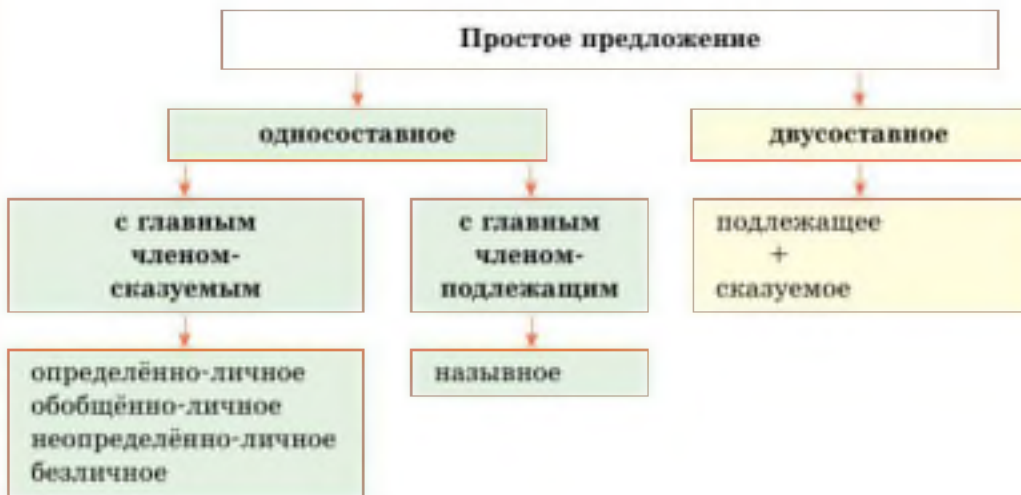 Простое предложение
односоставное
двусоставное
с главным
членом-
сказуемым
с главным
членом-
подлежащим
подлежащее
+
сказуемое
определённо-личное
обобщённо-личное
неопределённо-личное
безличное
назывное